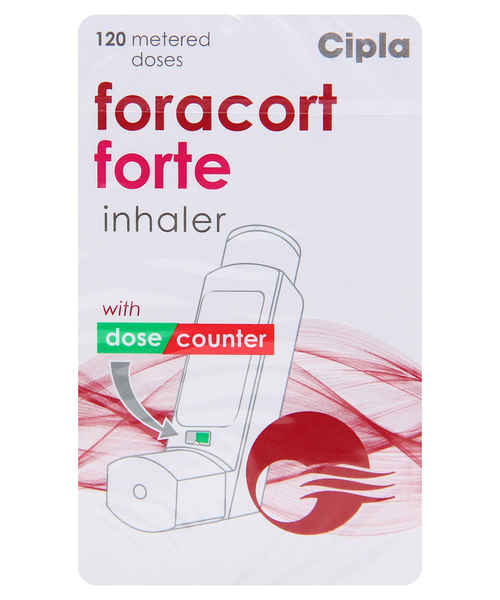 120 metered
doses
Cipla
foracort
forte
inhaler
with
dose counter